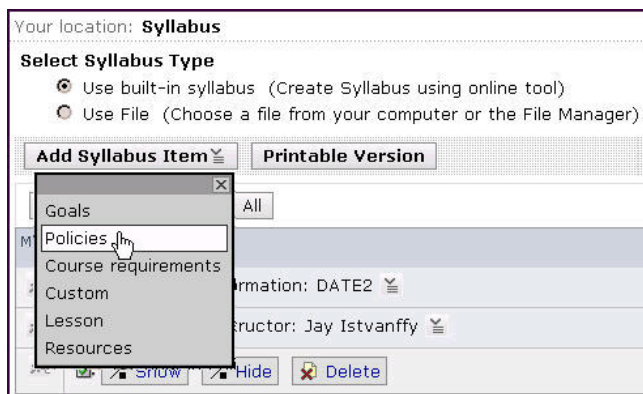 Your location: Syllabus
Select Syllabus Type
Use built-in syllabus (Create Syllabus using online tool)
Use File (Choose a file from your computer or the File Manager)
Add Syllabus Item Printable Version
All
Goals
Policies
Course requirements
Custom
rmation: DATE2
Lesson
ructor: Jay Istvanffy
Resources
Show Hide Delete